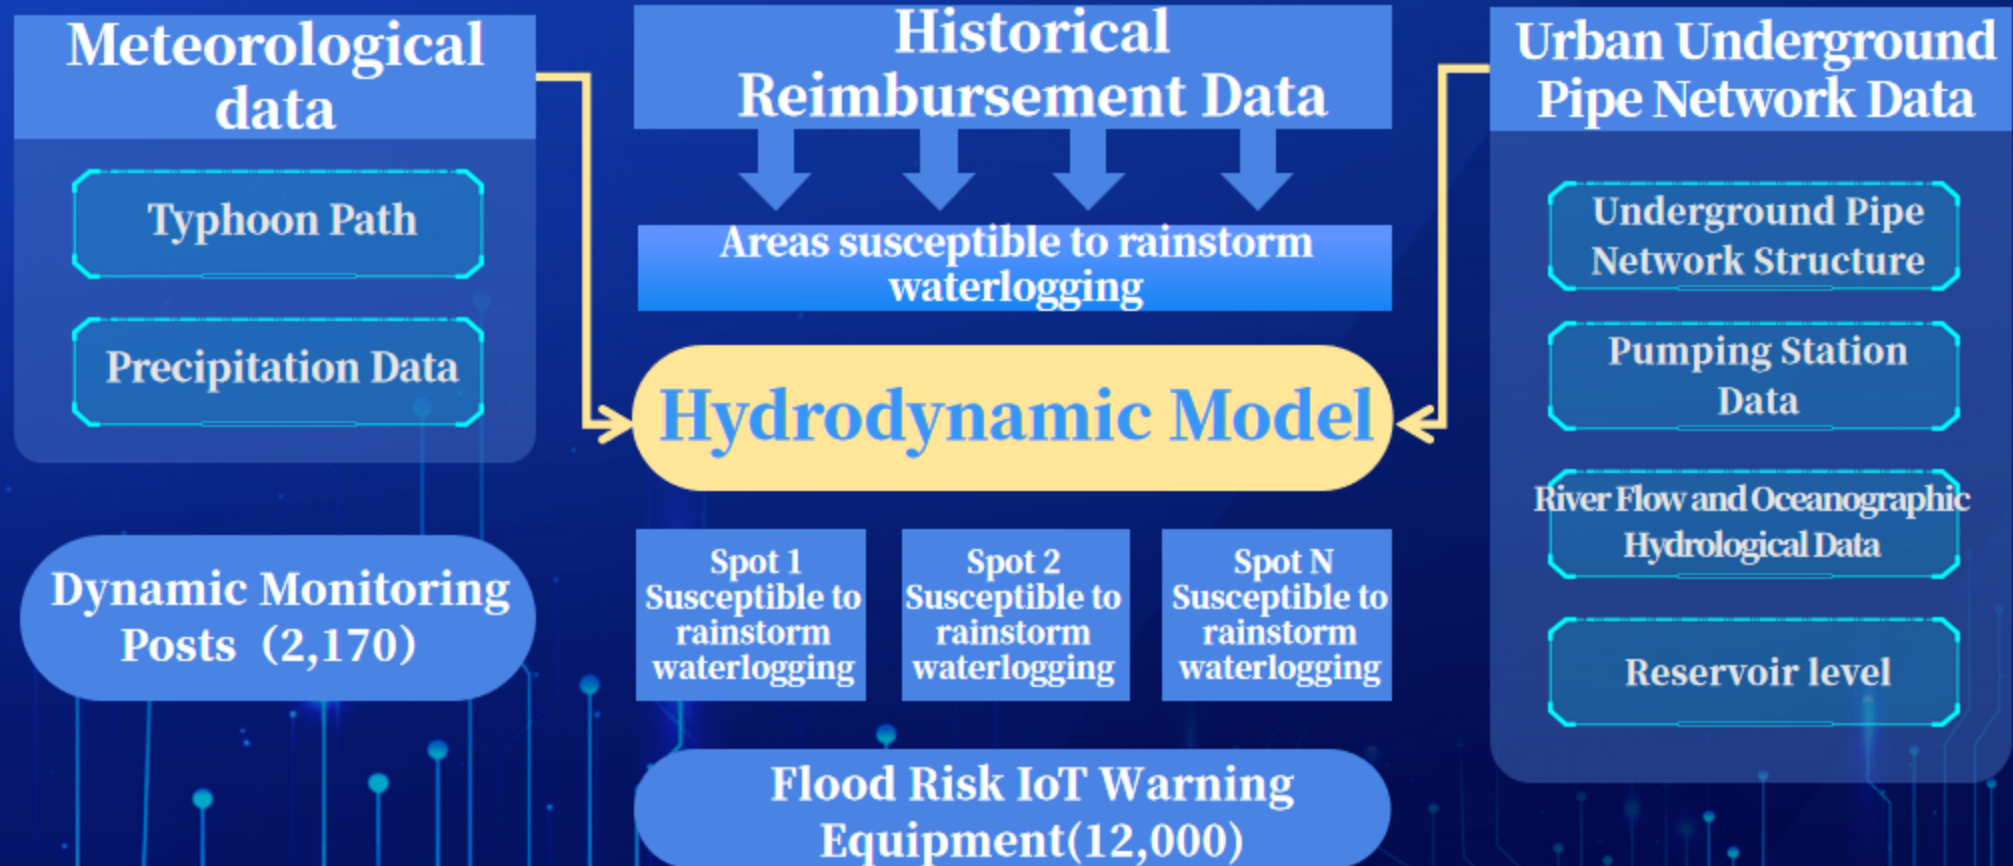 Meteorological
data
Typhoon Path
Precipitation Data
Dynamic Monitoring
Posts（2,170）
Historical
Reimbursement Data
Areas susceptible to rainstorm
waterlogging
Hydrodynamic Model
Spot 1
Susceptible to
rainstorm
waterlogging
Spot 2
Susceptible to
rainstorm
waterlogging
Spot N
Susceptible to
rainstorm
waterlogging
Flood Risk IoT Warning
Equipment(12,000)
Urban Underground
Pipe Network Data
Underground Pipe
Network Structure
Pumping Station
Data
River Flow and Oceanographic
Hydrological Data
Reservoir level